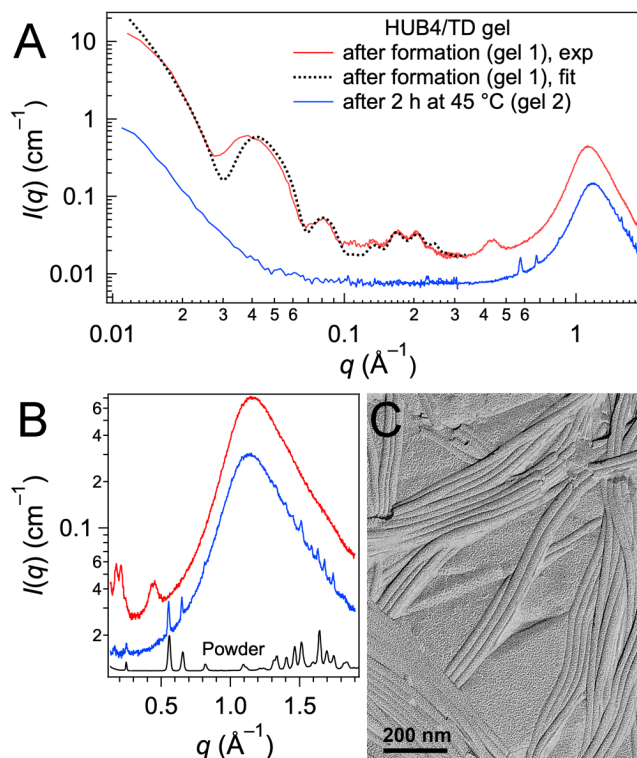 A
HUB4/TD gel
after formation (gel 1), exp
after formation (gel 1), fit
after 2 h at 45 °C (gel 2)
I(q) (cm⁻¹)
10
1
0.1
0.01
0.01 2 3 4 5 6 0.1 2 3 4 5 6 1
q (Å⁻¹)
B
I(q) (cm⁻¹)
6
4
2
0.1
6
4
2
Powder
0.5 1.0 1.5
q (Å⁻¹)
C
200 nm